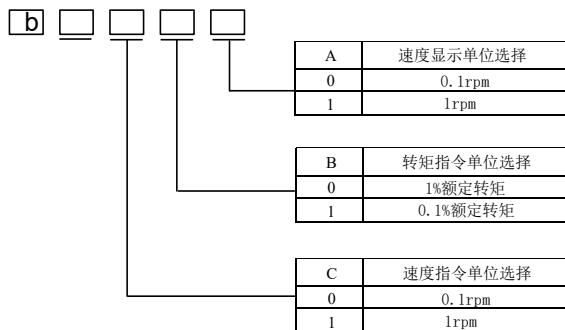 b
A 速度显示单位选择
0 0.1rpm
1 1rpm
B 转矩指令单位选择
0 1%额定转矩
1 0.1%额定转矩
C 速度指令单位选择
0 0.1rpm
1 1rpm